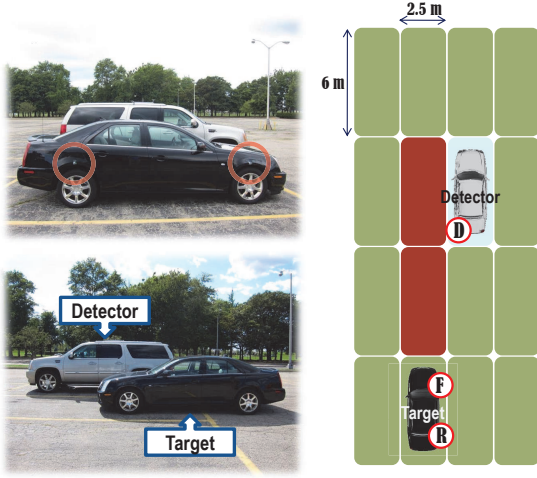 2.5 m
6 m
Detector
D
Detector
F
Target
R
Target